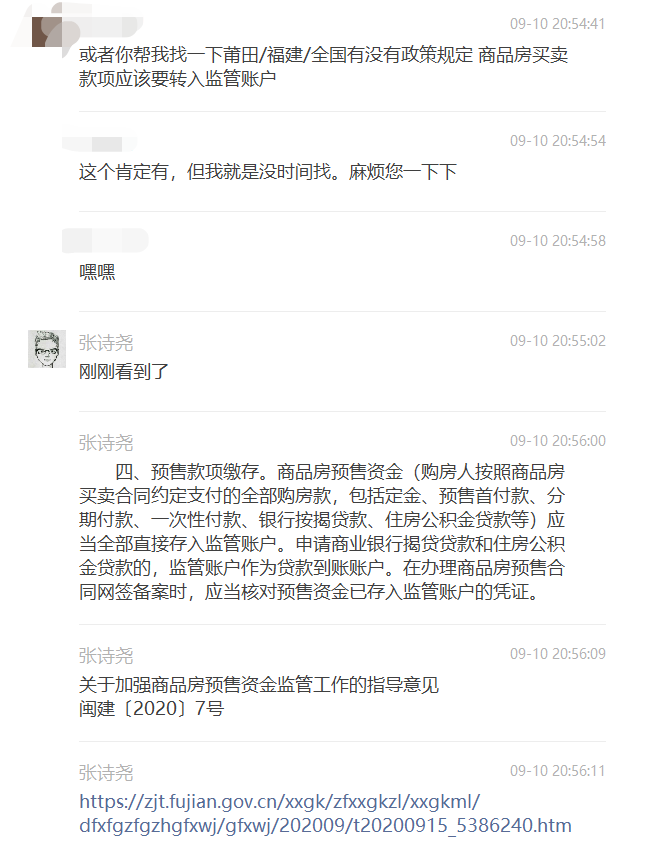 09-10 20:54:41
或者你帮我找一下莆田/福建/全国有没有政策规定 商品房买卖
款项应该要转入监管账户
09-10 20:54:54
这个肯定有，但我就是没时间找。麻烦您一下下
09-10 20:54:58
嘿嘿
张诗尧 09-10 20:55:02
刚刚看到了
张诗尧 09-10 20:56:00
四、预售款项缴存。商品房预售资金（购房人按照商品房
买卖合同约定支付的全部购房款，包括定金、预售首付款、分
期付款、一次性付款、银行按揭贷款、住房公积金贷款等）应
当全部直接存入监管账户。申请商业银行揭贷贷款和住房公积
金贷款的，监管账户作为贷款到账账户。在办理商品房预售合
同网签备案时，应当核对预售资金已存入监管账户的凭证。
张诗尧 09-10 20:56:09
关于加强商品房预售资金监管工作的指导意见
闽建〔2020〕7号
张诗尧 09-10 20:56:11
https://zjt.fujian.gov.cn/xxgk/zfxxgkzl/xxgkml/
dfxfgzfgzhgfxwj/gfxwj/202009/t20200915_5386240.htm